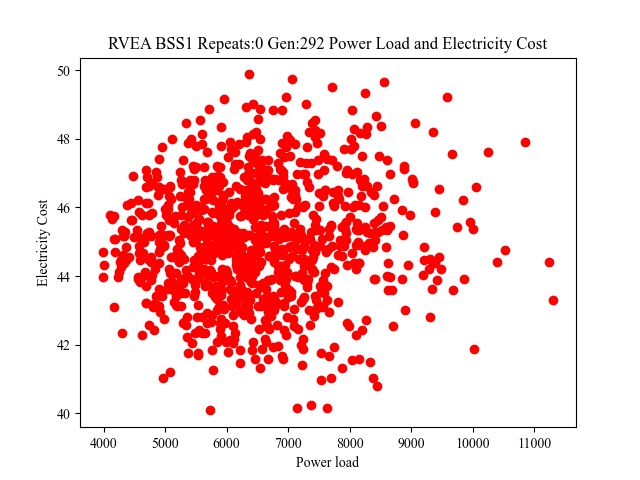 RVEA BSS1 Repeats:0 Gen:292 Power Load and Electricity Cost
50
48
46
44
42
40
Electricity Cost
4000 5000 6000 7000 8000 9000 10000 11000
Power load